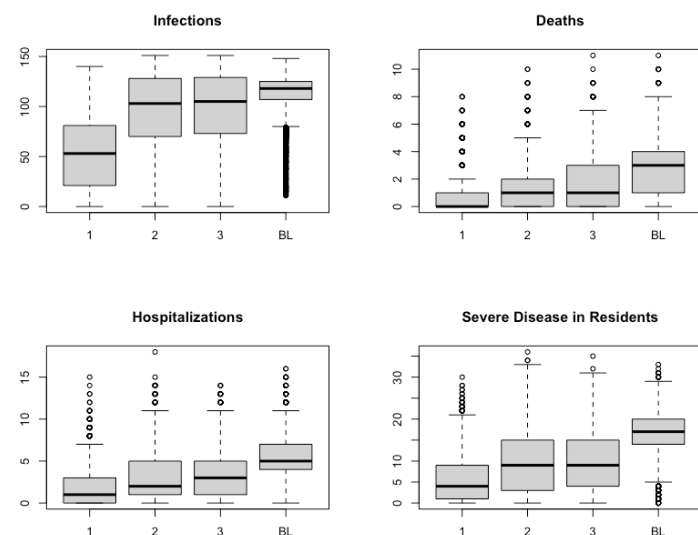 Infections
150
100
50
0
1 2 3 BL
Deaths
10
8
6
4
2
0
1 2 3 BL
Hospitalizations
15
10
5
0
1 2 3 BL
Severe Disease in Residents
30
20
10
5
0
1 2 3 BL